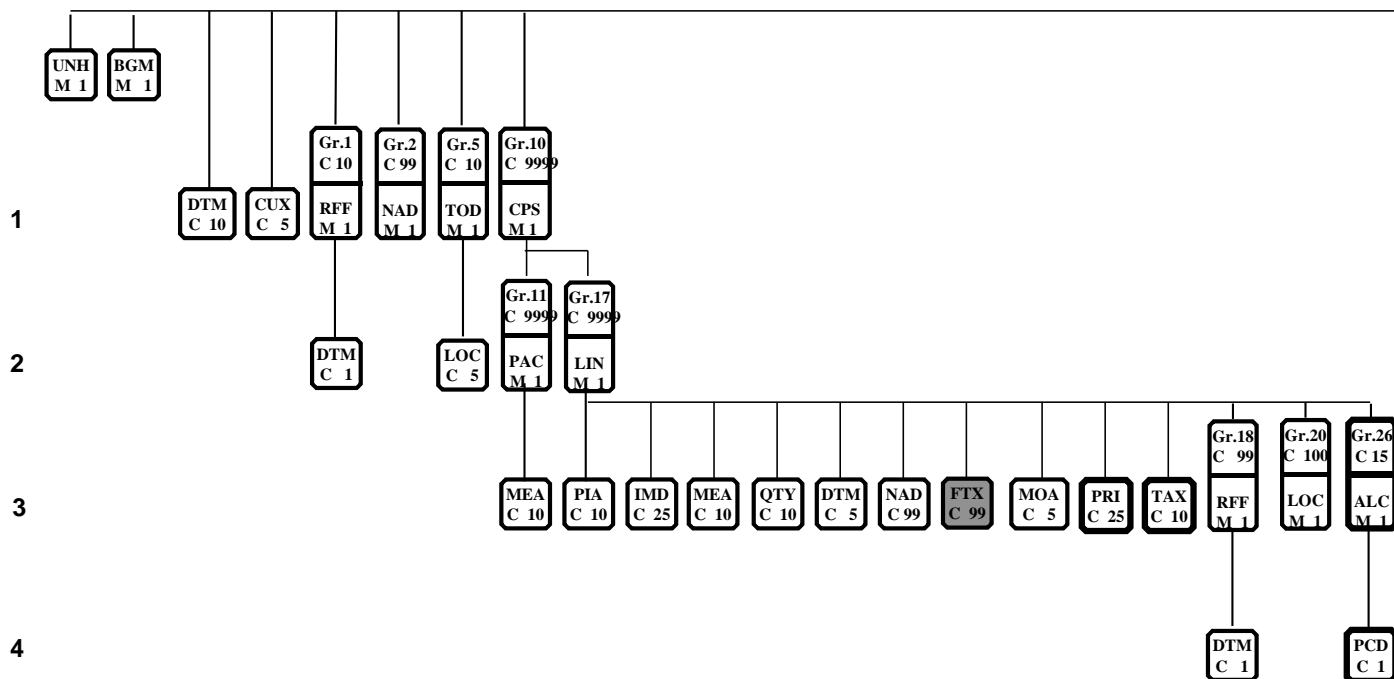 UNH
M 1
BGM
M 1
Gr.1
C 10
Gr.2
C 99
Gr.5
C 10
Gr.10
C 9999
1
DTM
C 10
CUX
C 5
RFF
M 1
NAD
M 1
TOD
M 1
CPS
M 1
Gr.11
C 9999
Gr.17
C 9999
2
DTM
C 1
LOC
C 5
PAC
M 1
LIN
M 1
Gr.18
C 99
Gr.20
C 100
Gr.26
C 15
3
MEA
C 10
PIA
C 10
IMD
C 25
MEA
C 10
QTY
C 10
DTM
C 5
NAD
C 99
FTX
C 99
MOA
C 5
PRI
C 25
TAX
C 10
RFF
M 1
LOC
M 1
ALC
M 1
4
DTM
C 1
PCD
C 1